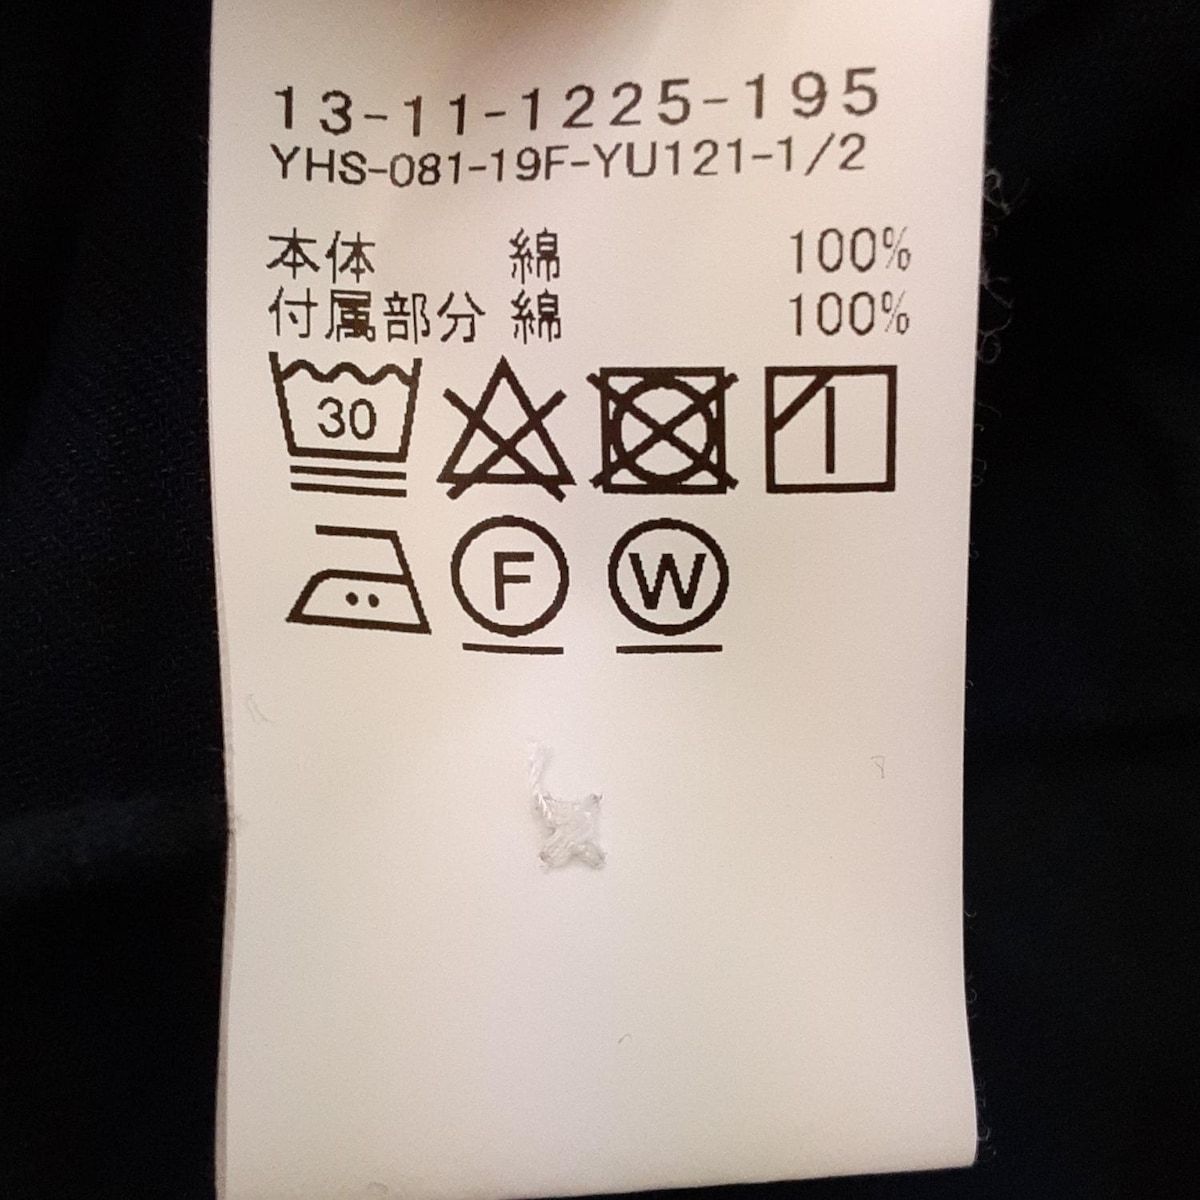 13-11-1225-195
YHS-081-19F-YU121-1/2
本体 綿 100%
付属部分 綿 100%
30
F W